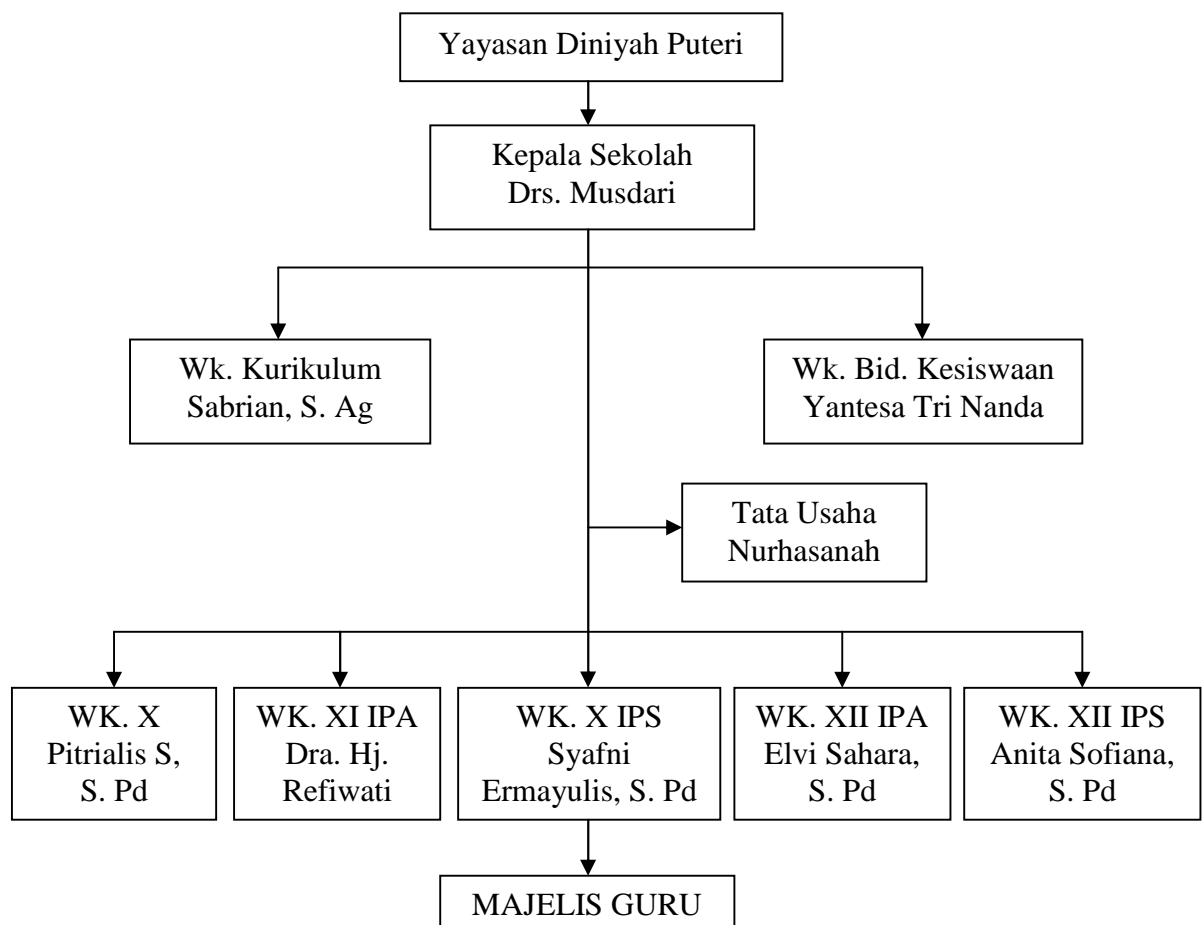 Yayasan Diniyah Puteri
Kepala Sekolah
Drs. Musdari
Wk. Kurikulum
Sabrian, S. Ag
Wk. Bid. Kesiswaan
Yantesa Tri Nanda
Tata Usaha
Nurhasanah
WK. X
Pitrialis S,
S. Pd
WK. XI IPA
Dra. Hj.
Refiwati
WK. X IPS
Syafni
Ermayulis, S. Pd
WK. XII IPA
Elvi Sahara,
S. Pd
WK. XII IPS
Anita Sofiana,
S. Pd
MAJELIS GURU